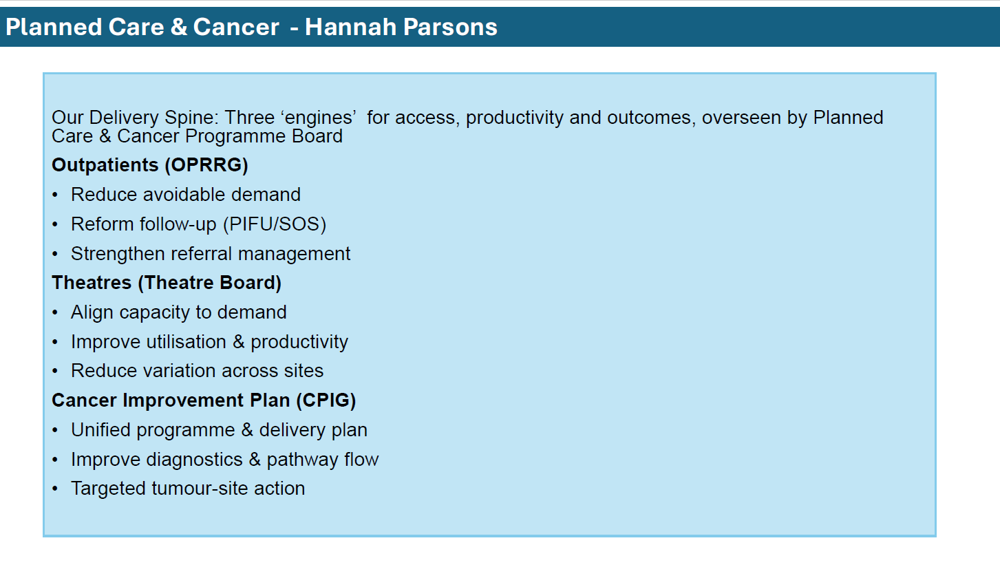 Planned Care & Cancer  - Hannah Parsons
Our Delivery Spine: Three ‘engines’  for access, productivity and outcomes, overseen by Planned
Care & Cancer Programme Board
Outpatients (OPRRG)
• Reduce avoidable demand
• Reform follow-up (PIFU/SOS)
• Strengthen referral management
Theatres (Theatre Board)
• Align capacity to demand
• Improve utilisation & productivity
• Reduce variation across sites
Cancer Improvement Plan (CPIG)
• Unified programme & delivery plan
• Improve diagnostics & pathway flow
• Targeted tumour-site action